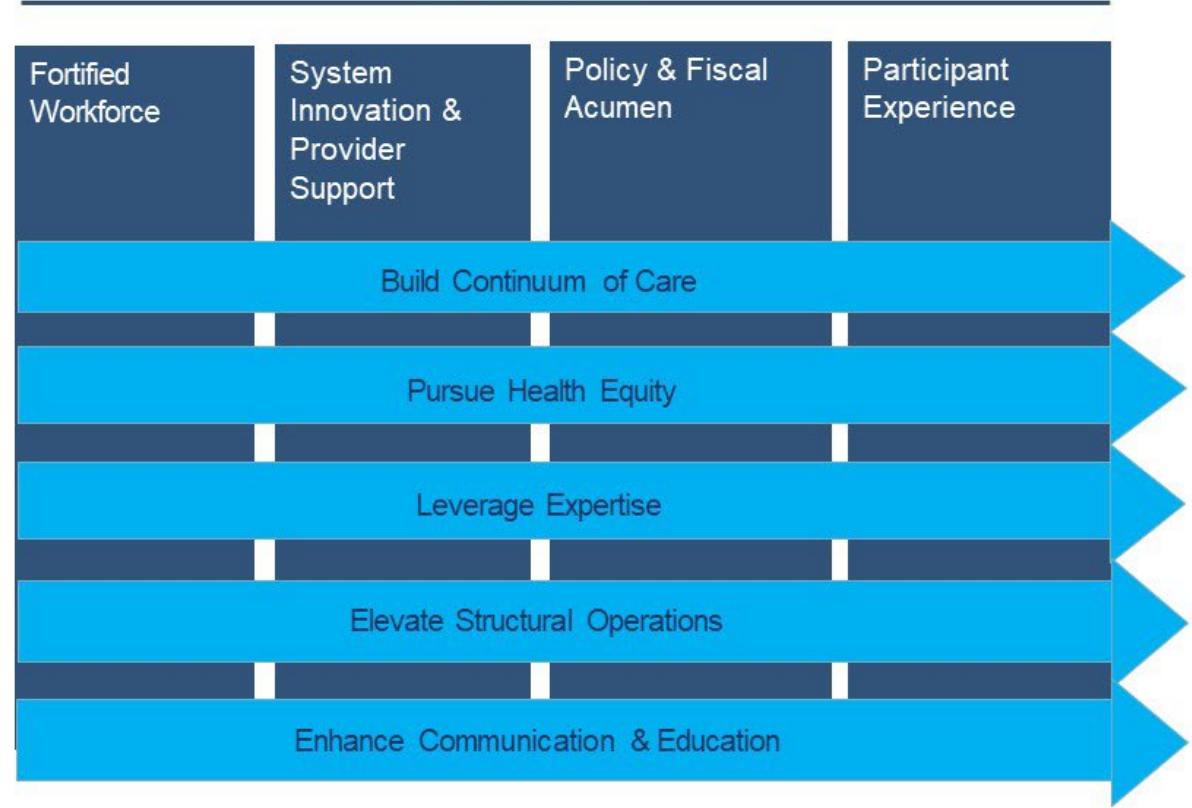 Fortified
Workforce
System
Innovation &
Provider
Support
Policy & Fiscal
Acumen
Participant
Experience
Build Continuum of Care
Pursue Health Equity
Leverage Expertise
Elevate Structural Operations
Enhance Communication & Education